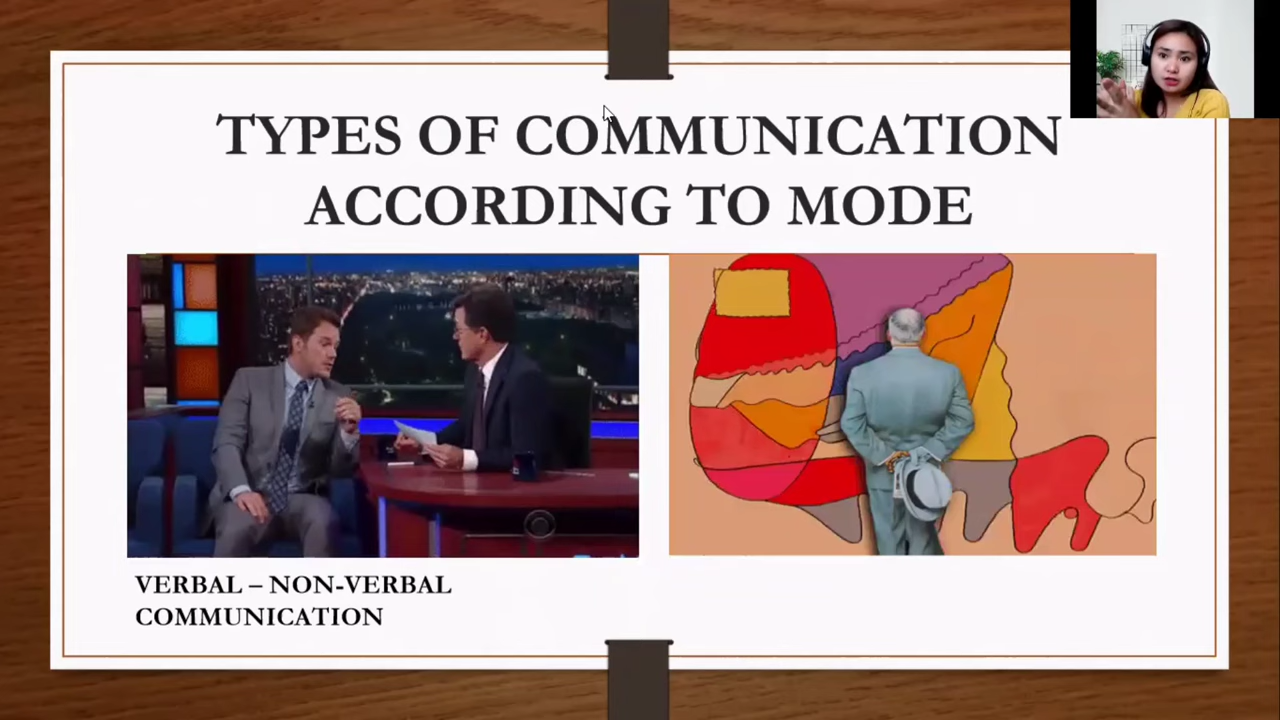 TYPES OF COMMUNICATION
ACCORDING TO MODE
VERBAL – NON-VERBAL
COMMUNICATION